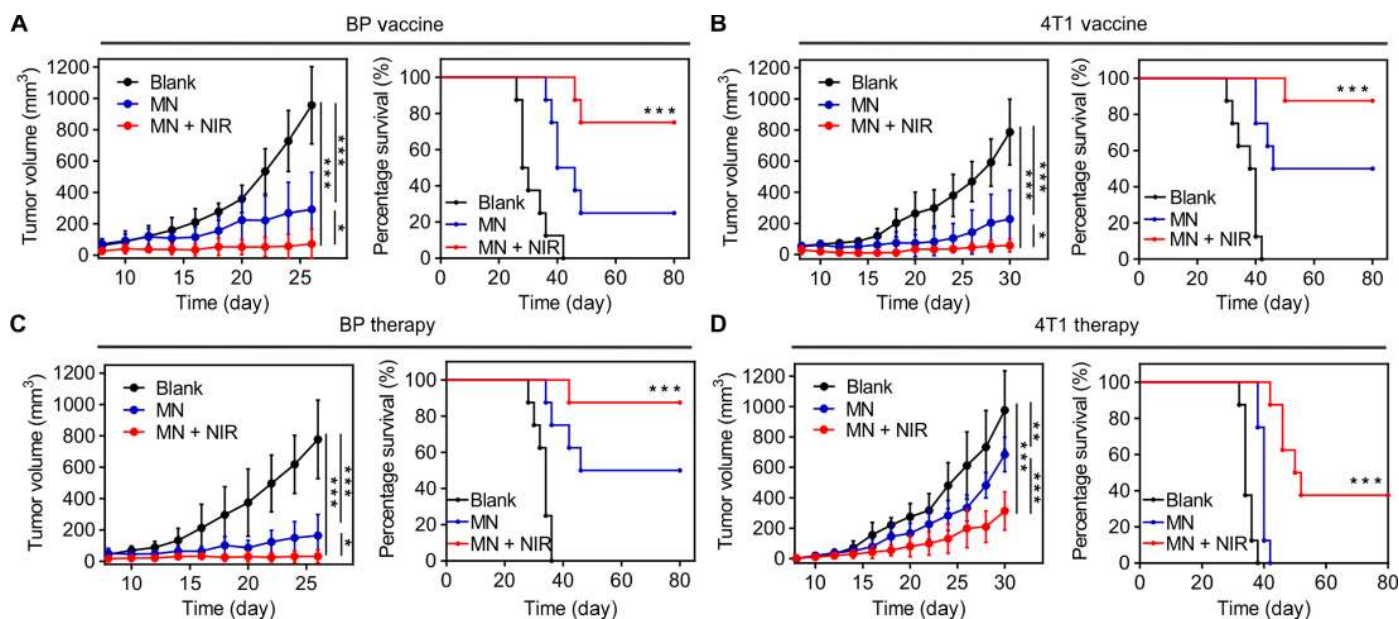 A
BP vaccine
Tumor volume (mm³)
1200
1000
800
600
400
200
0
Blank
MN
MN + NIR
***
***
*
10 15 20 25
Time (day)
Percentage survival (%)
100
80
60
40
20
0
***
Blank
MN
MN + NIR
0 20 40 60 80
Time (day)
B
4T1 vaccine
Tumor volume (mm³)
1200
1000
800
600
400
200
0
Blank
MN
MN + NIR
***
***
*
10 15 20 25 30
Time (day)
Percentage survival (%)
100
80
60
40
20
0
***
Blank
MN
MN + NIR
0 20 40 60 80
Time (day)
C
BP therapy
Tumor volume (mm³)
1200
1000
800
600
400
200
0
Blank
MN
MN + NIR
***
***
*
10 15 20 25
Time (day)
Percentage survival (%)
100
80
60
40
20
0
***
Blank
MN
MN + NIR
0 20 40 60 80
Time (day)
D
4T1 therapy
Tumor volume (mm³)
1200
1000
800
600
400
200
0
Blank
MN
MN + NIR
***
**
***
10 15 20 25 30
Time (day)
Percentage survival (%)
100
80
60
40
20
0
***
Blank
MN
MN + NIR
0 20 40 60 80
Time (day)